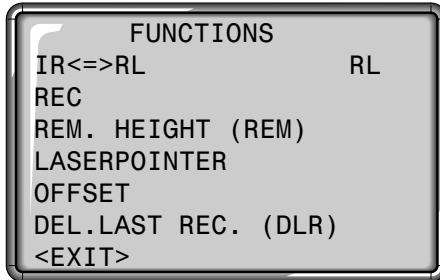 FUNCTIONS
IR<=>RL RL
REC
REM. HEIGHT (REM)
LASERPOINTER
OFFSET
DEL.LAST REC. (DLR)
<EXIT>